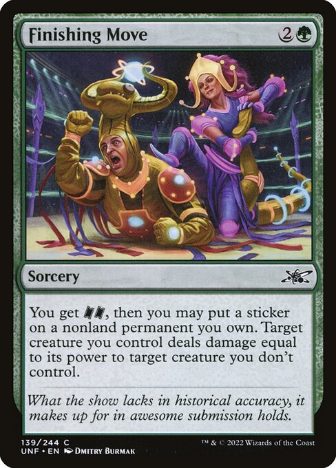 Finishing Move 2
Sorcery
You get , then you may put a sticker
on a nonland permanent you own. Target
creature you control deals damage equal
to its power to target creature you don't
control.
What the show lacks in historical accuracy, it
makes up for in awesome submission holds.
139/244 C
UNF • EN Dmitry Burmak ™ & © 2022 Wizards of the Coast